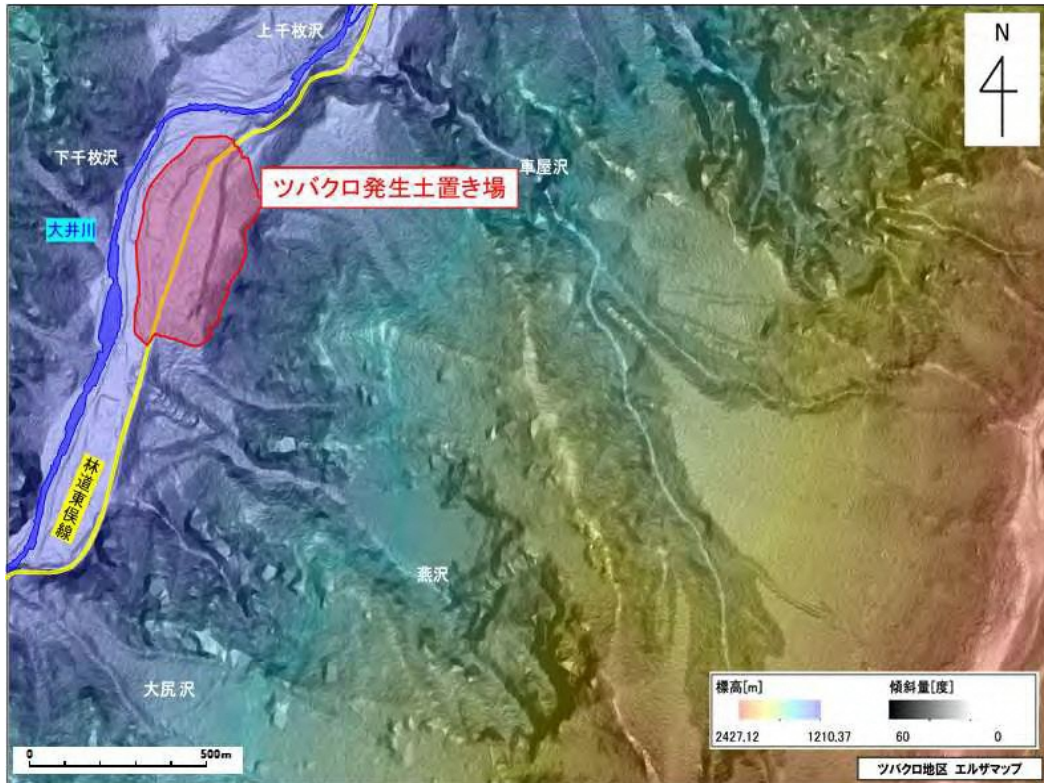 上千枚沢
N
下千枚沢
車屋沢
ツバクロ発生土置き場
大井川
林道東俣線
燕沢
大尻沢
標高[m]
傾斜量[度]
2427.12
1210.37
60
0
0
500m
ツバクロ地区 エルザマップ